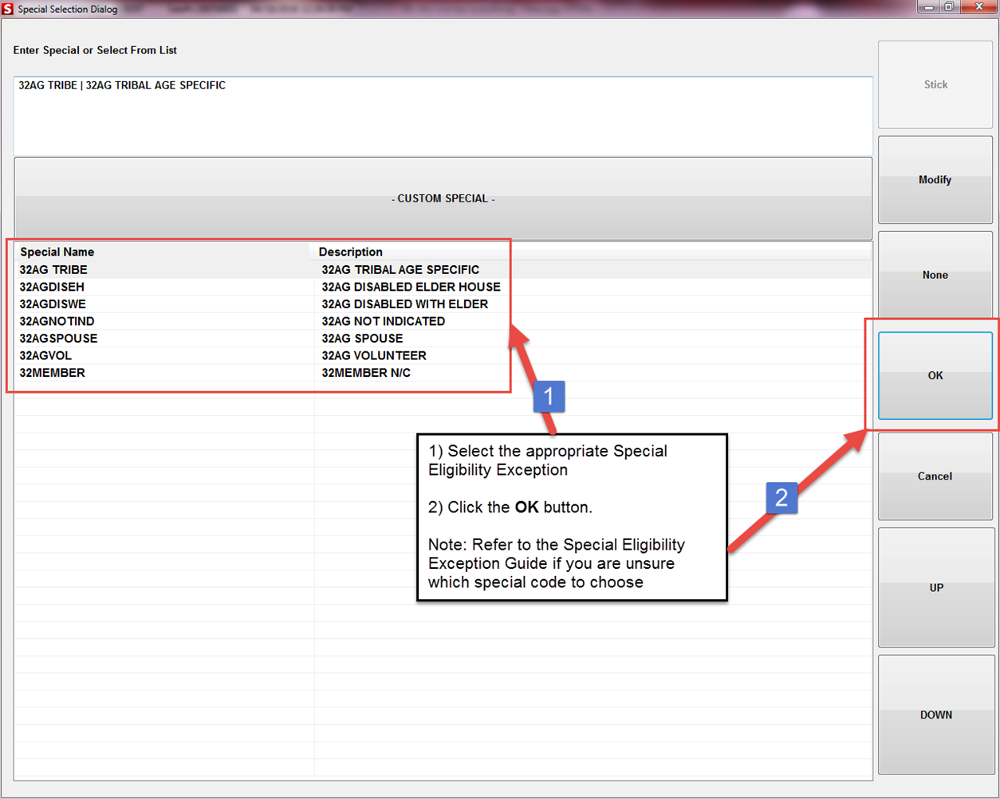 S Special Selection Dialog
Enter Special or Select From List
32AG TRIBE | 32AG TRIBAL AGE SPECIFIC
Stick
Modify
- CUSTOM SPECIAL -
None
Special Name Description
32AG TRIBE 32AG TRIBAL AGE SPECIFIC
32AGDISEH 32AG DISABLED ELDER HOUSE
32AGDISWE 32AG DISABLED WITH ELDER
32AGNOTIND 32AG NOT INDICATED
32AGSPOUSE 32AG SPOUSE
32AGVOL 32AG VOLUNTEER
32MEMBER 32MEMBER N/C
OK
1
1) Select the appropriate Special
Eligibility Exception
2) Click the OK button.
Note: Refer to the Special Eligibility
Exception Guide if you are unsure
which special code to choose
2
Cancel
UP
DOWN